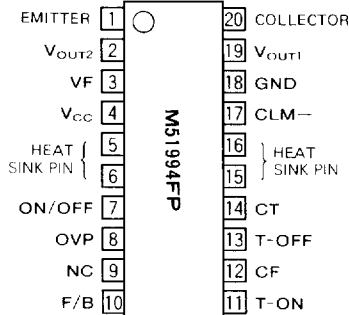 EMITTER 1 20 COLLECTOR
VOUT2 2 19 VOUT1
VF 3 18 GND
VCC 4 17 CLM−
HEAT SINK PIN 5 16 HEAT SINK PIN
6 15
ON/OFF 7 14 CT
OVP 8 13 T-OFF
NC 9 12 CF
F/B 10 11 T-ON
M51994FP